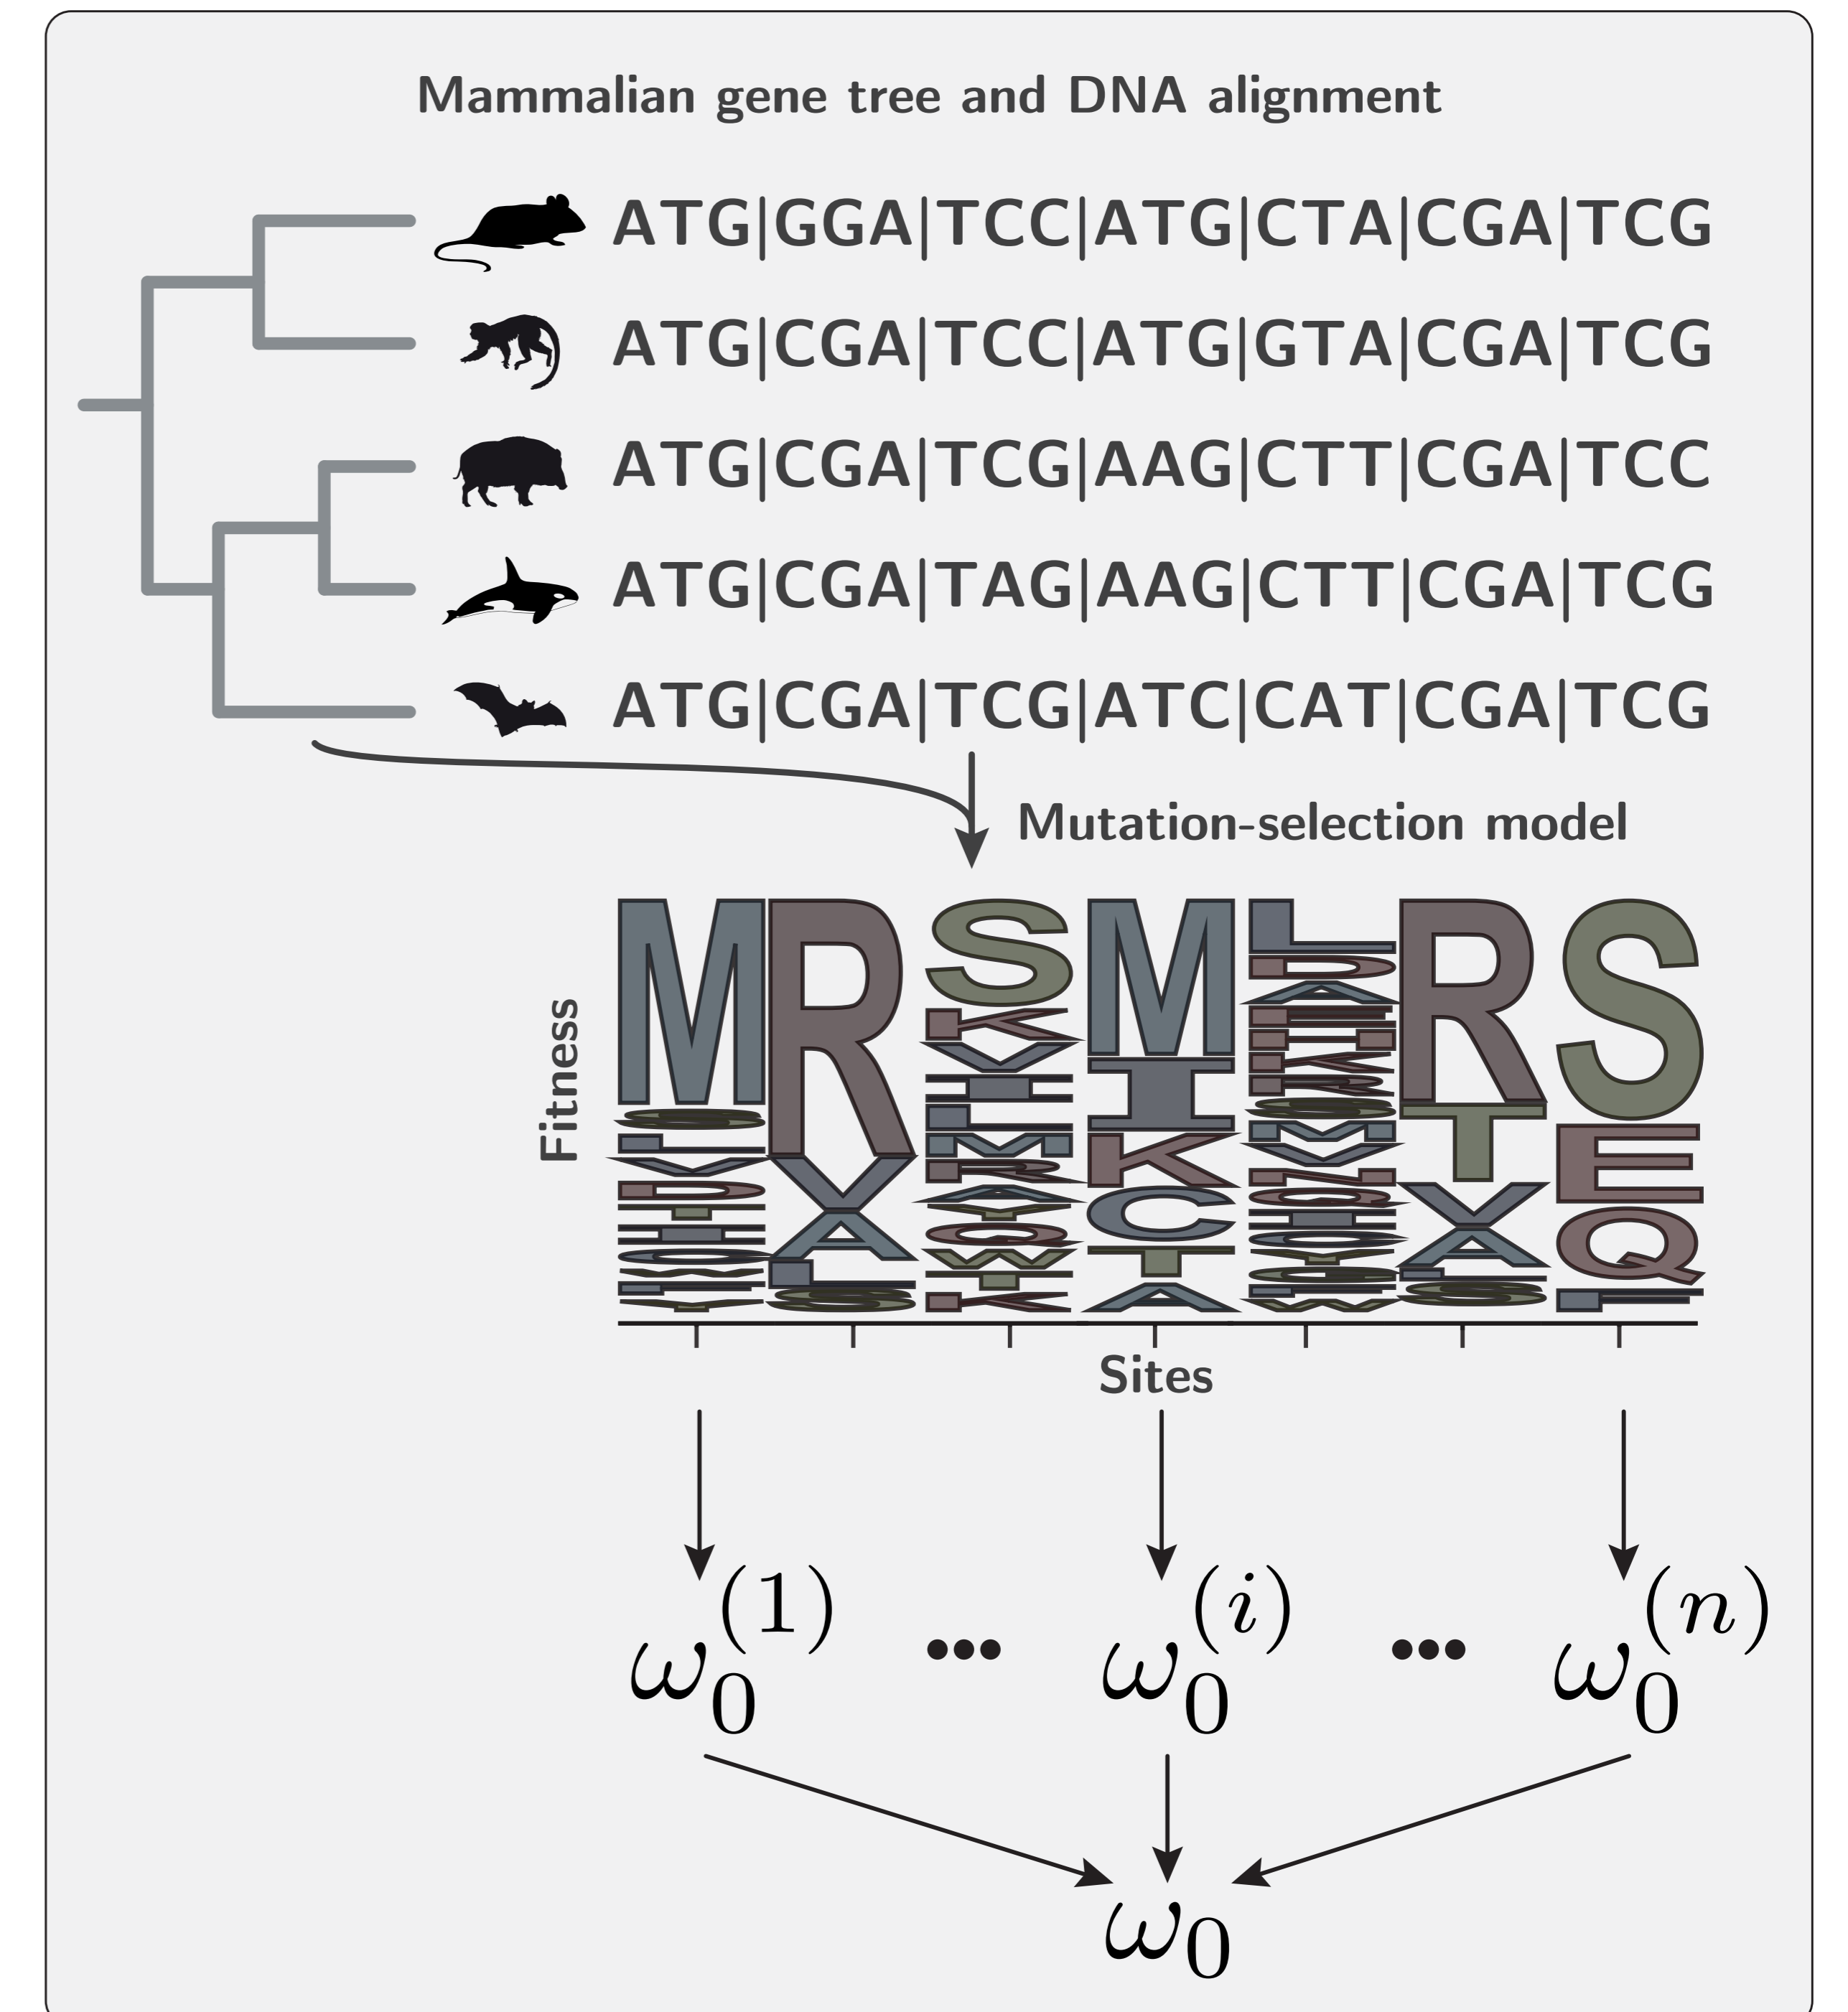 Mammalian gene tree and DNA alignment
ATG|GGA|TCC|ATG|CTA|CGA|TCG
ATG|CGA|TCC|ATG|GTA|CGA|TCG
ATG|CGA|TCG|AAG|CTT|CGA|TCC
ATG|CGA|TAG|AAG|CTT|CGA|TCG
ATG|CGA|TCG|ATC|CAT|CGA|TCG
Mutation-selection model
M R S M L R S
Fitness
Sites
ω₀⁽¹⁾ ••• ω₀⁽ⁱ⁾ ••• ω₀⁽ⁿ⁾
ω₀